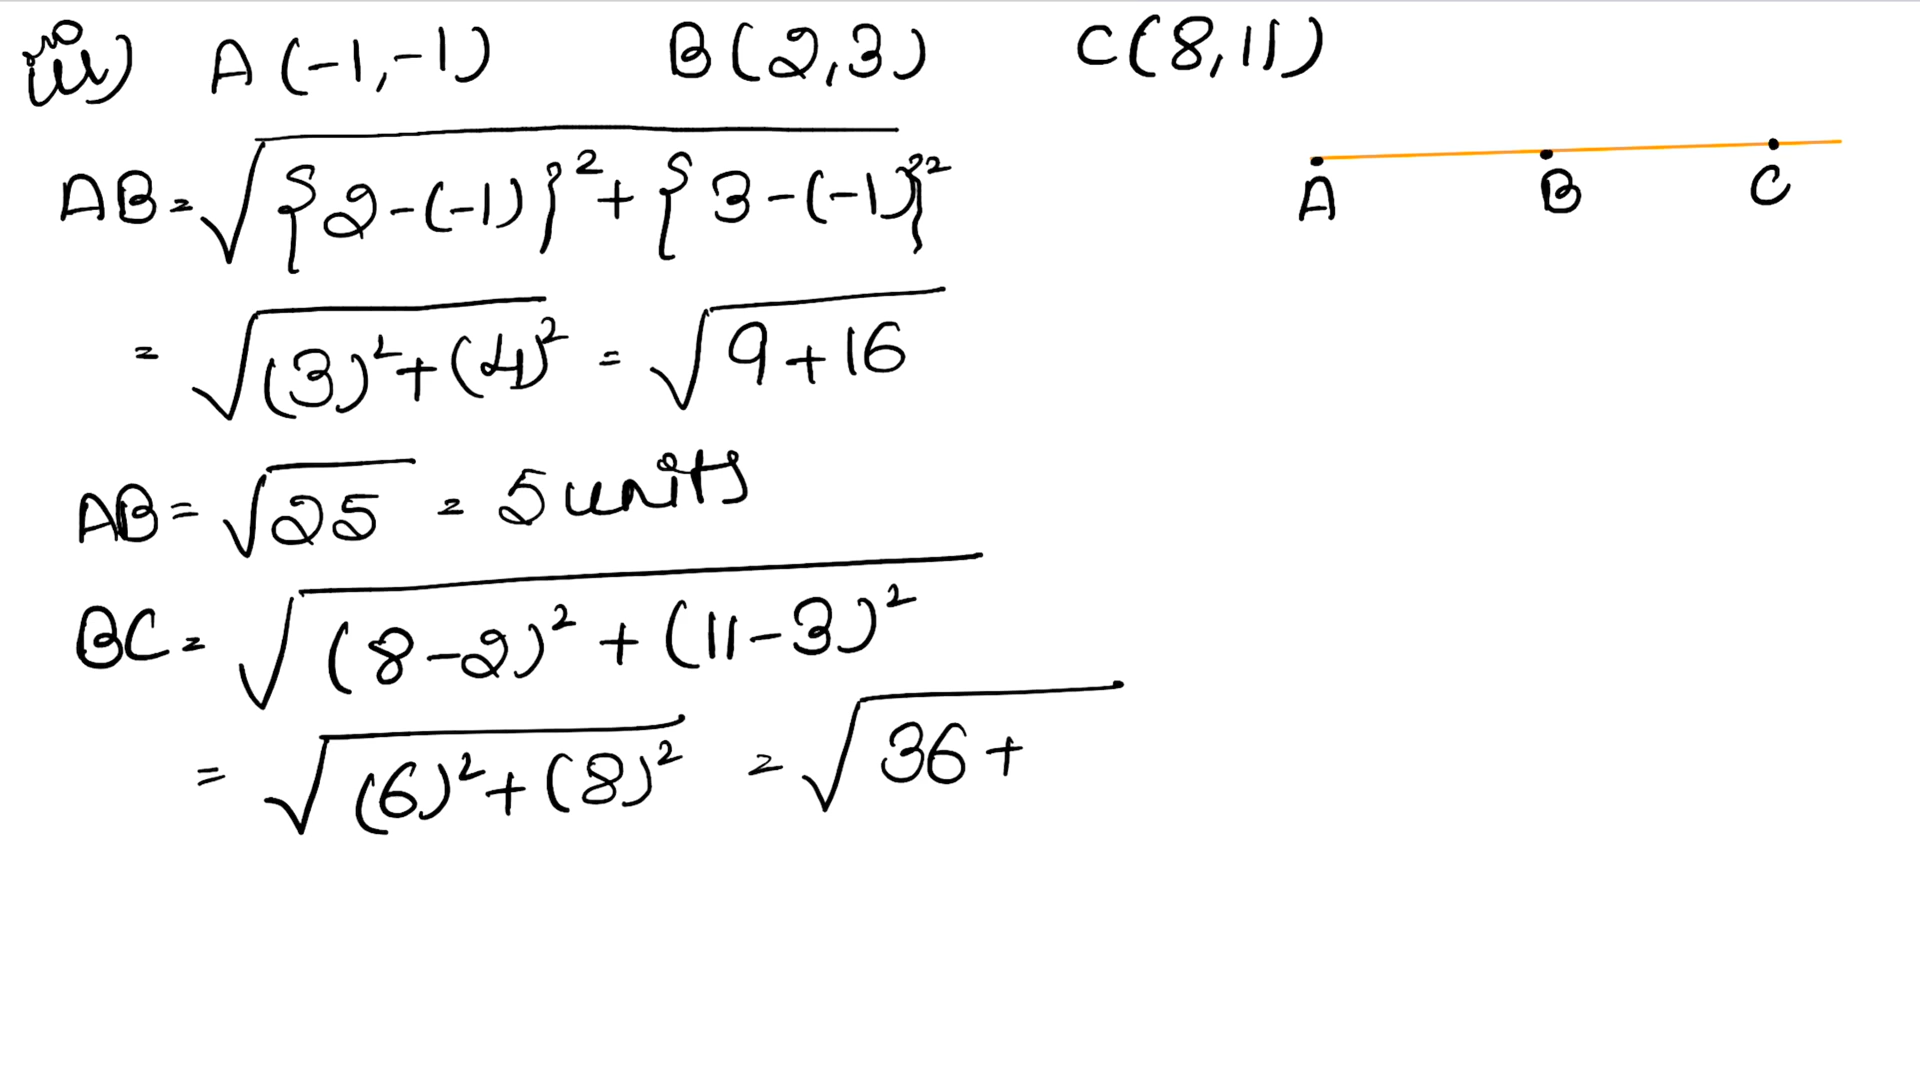 iii) A(-1,-1) B(2,3) C(8,11)
AB = √{2-(-1)}² + {3-(-1)}²
A B C
= √(3)² + (4)² = √9+16
AB = √25 = 5 units
BC = √(8-2)² + (11-3)²
= √(6)² + (8)² = √36 +